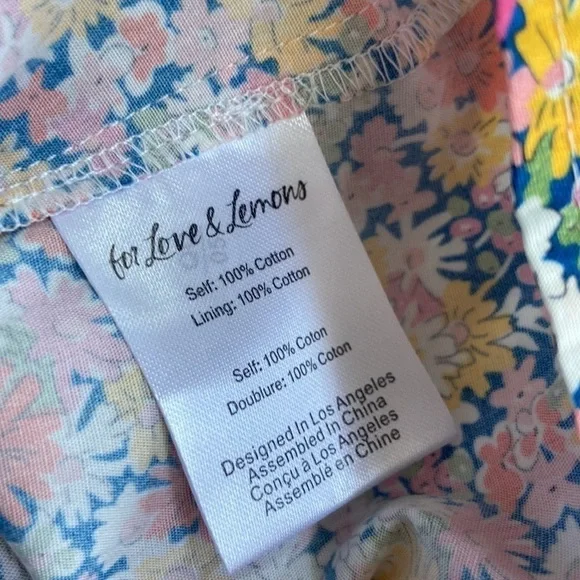 for Love & Lemons
Self: 100% Cotton
Lining: 100% Cotton
Self: 100% Coton
Doublure: 100% Coton
Designed In Los Angeles
Assembled in China
Conçu à Los Angeles
Assemblé en Chine